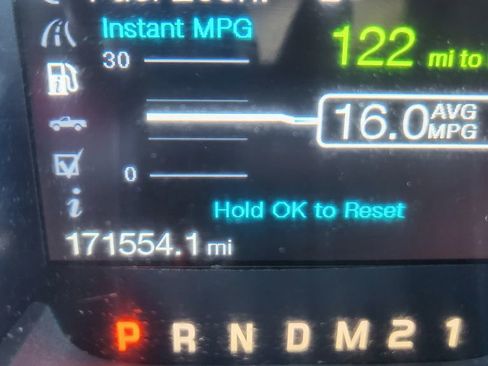 Instant MPG
122 mi to
30
16.0 AVG MPG
0
Hold OK to Reset
i
171554.1 mi
P R N D M 2 1